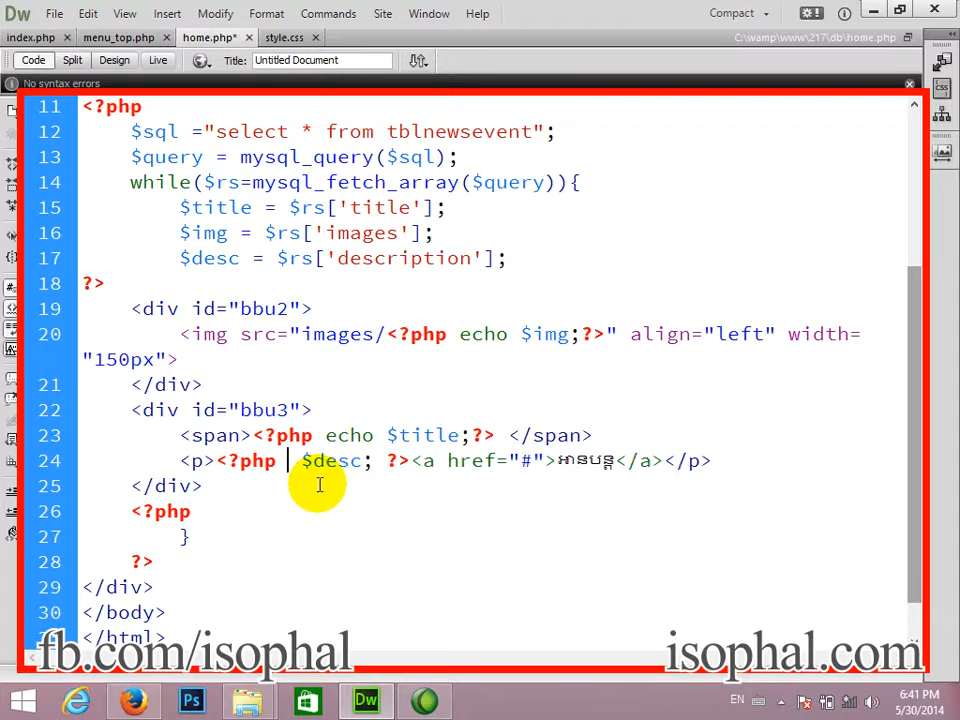 Dw File Edit View Insert Modify Format Commands Site Window Help Compact
index.php menu_top.php home.php* style.css C:\wamp\www\217\db\home.php
Code Split Design Live Title: Untitled Document
No syntax errors
11 <?php
12 $sql ="select * from tblnewsevent";
13 $query = mysql_query($sql);
14 while($rs=mysql_fetch_array($query)){
15 $title = $rs['title'];
16 $img = $rs['images'];
17 $desc = $rs['description'];
18 ?>
19 <div id="bbu2">
20 <img src="images/<?php echo $img;?>" align="left" width=
"150px">
21 </div>
22 <div id="bbu3">
23 <span><?php echo $title;?> </span>
24 <p><?php $desc; ?><a href="#">អានបន្ត</a></p>
25 </div>
26 <?php
27 }
28 ?>
29 </div>
30 </body>
</html>
fb.com/isophal isophal.com
Ps Dw EN 6:41 PM
5/30/2014